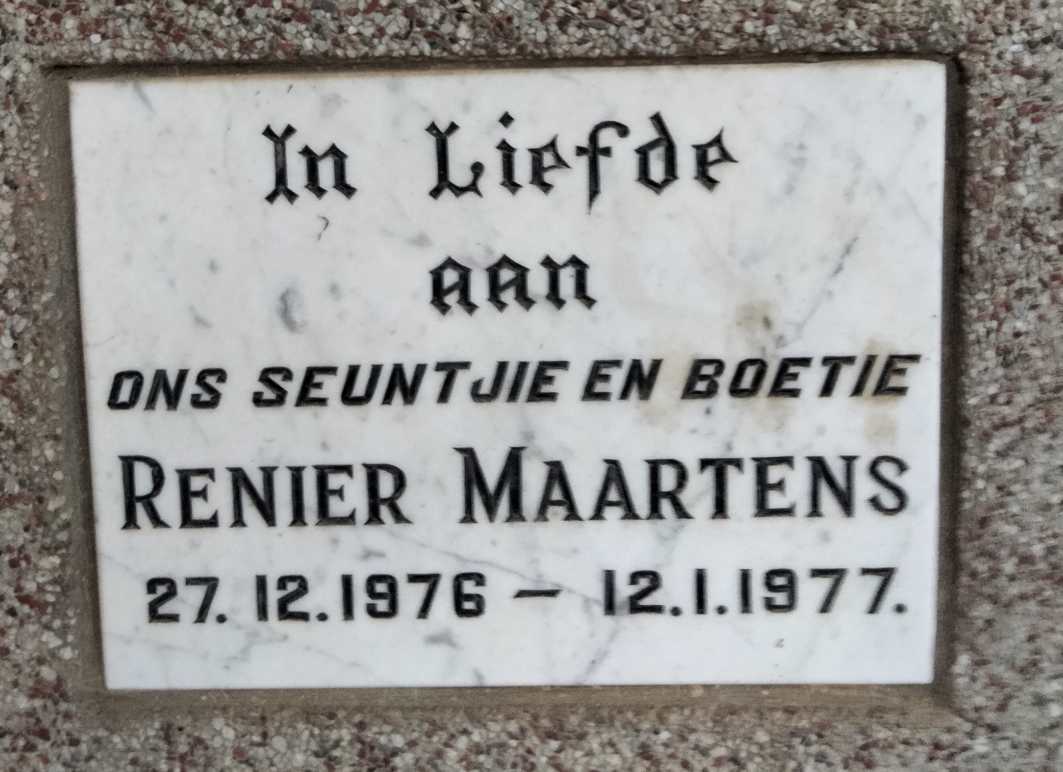 In Liefde
aan
ONS SEUNTJIE EN BOETIE
RENIER MAARTENS
27.12.1976 – 12.1.1977.